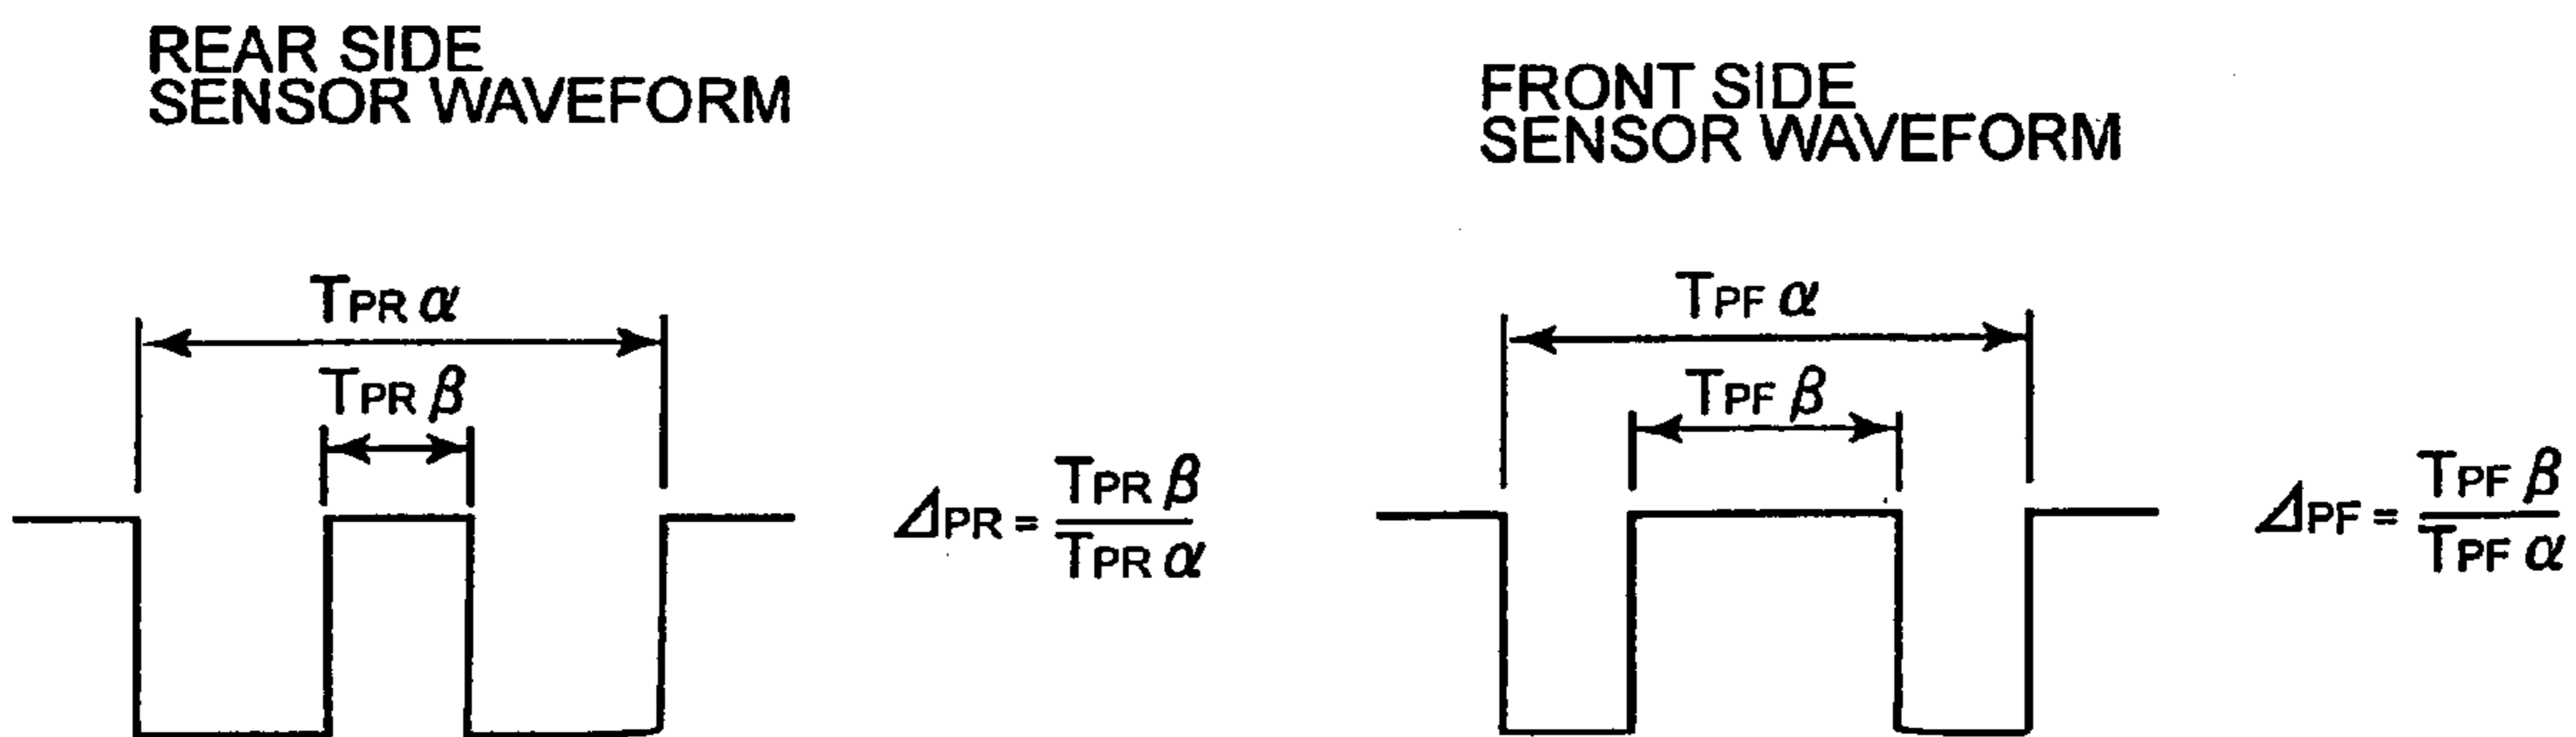 REAR SIDE
SENSOR WAVEFORM
TPR α
TPR β
ΔPR = TPR β / TPR α
FRONT SIDE
SENSOR WAVEFORM
TPF α
TPF β
ΔPF = TPF β / TPF α